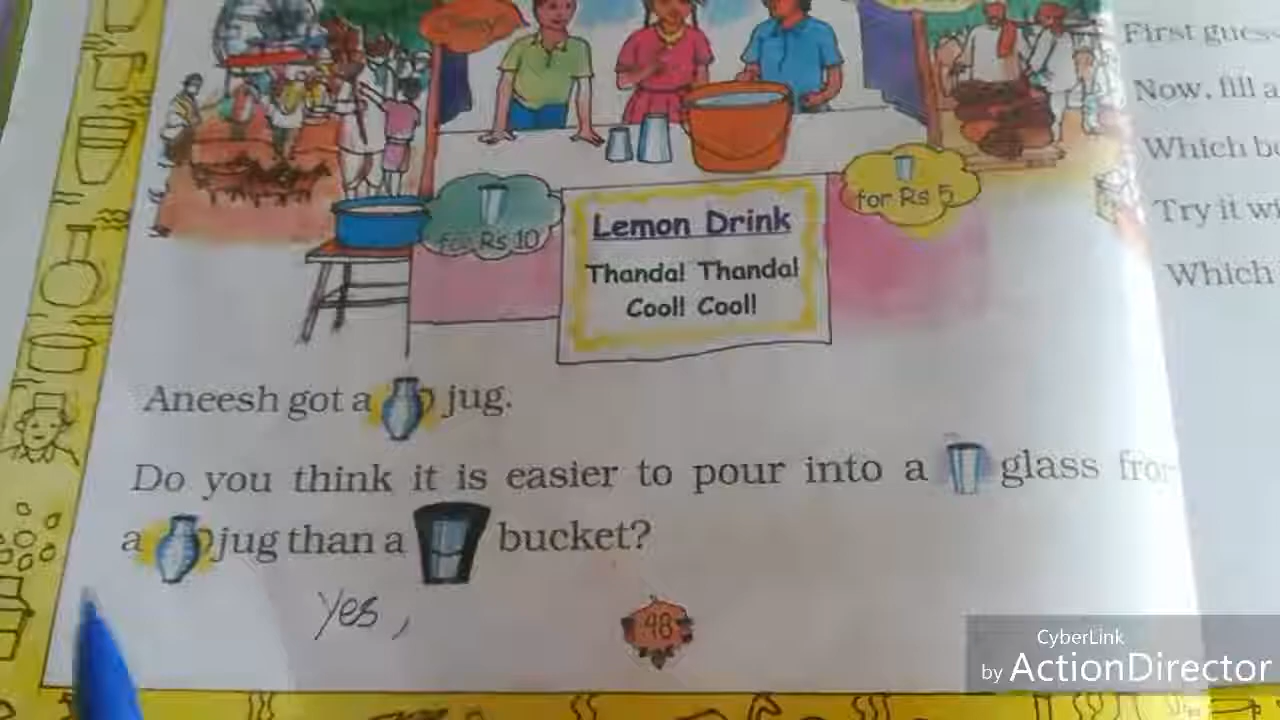 for Rs 10
for Rs 5
Lemon Drink
Thanda! Thanda!
Cool! Cool!
Aneesh got a jug.
Do you think it is easier to pour into a glass
a jug than a bucket?
yes,
48
First
Now, fill
Which
Try it
Which
CyberLink
by ActionDirector